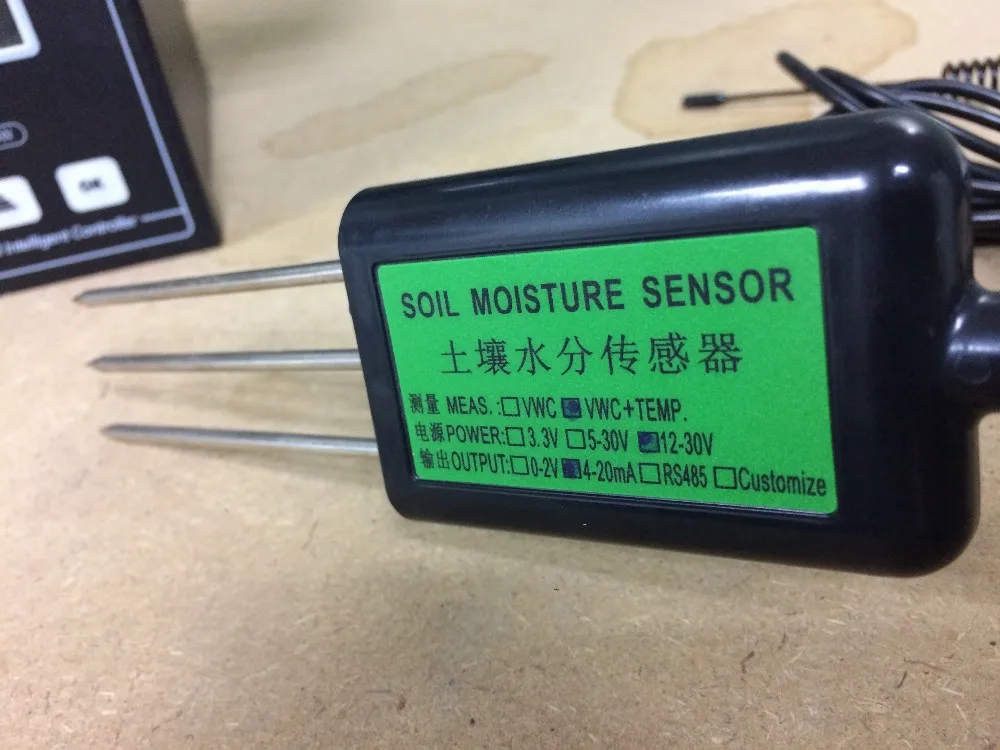 OK
Intelligent Controller
SOIL MOISTURE SENSOR
土壤水分传感器
测量 MEAS.:☐VWC ☑VWC+TEMP.
电源POWER:☐3.3V ☐5-30V ☑12-30V
输出OUTPUT:☐0-2V ☑4-20mA ☐RS485 ☐Customize